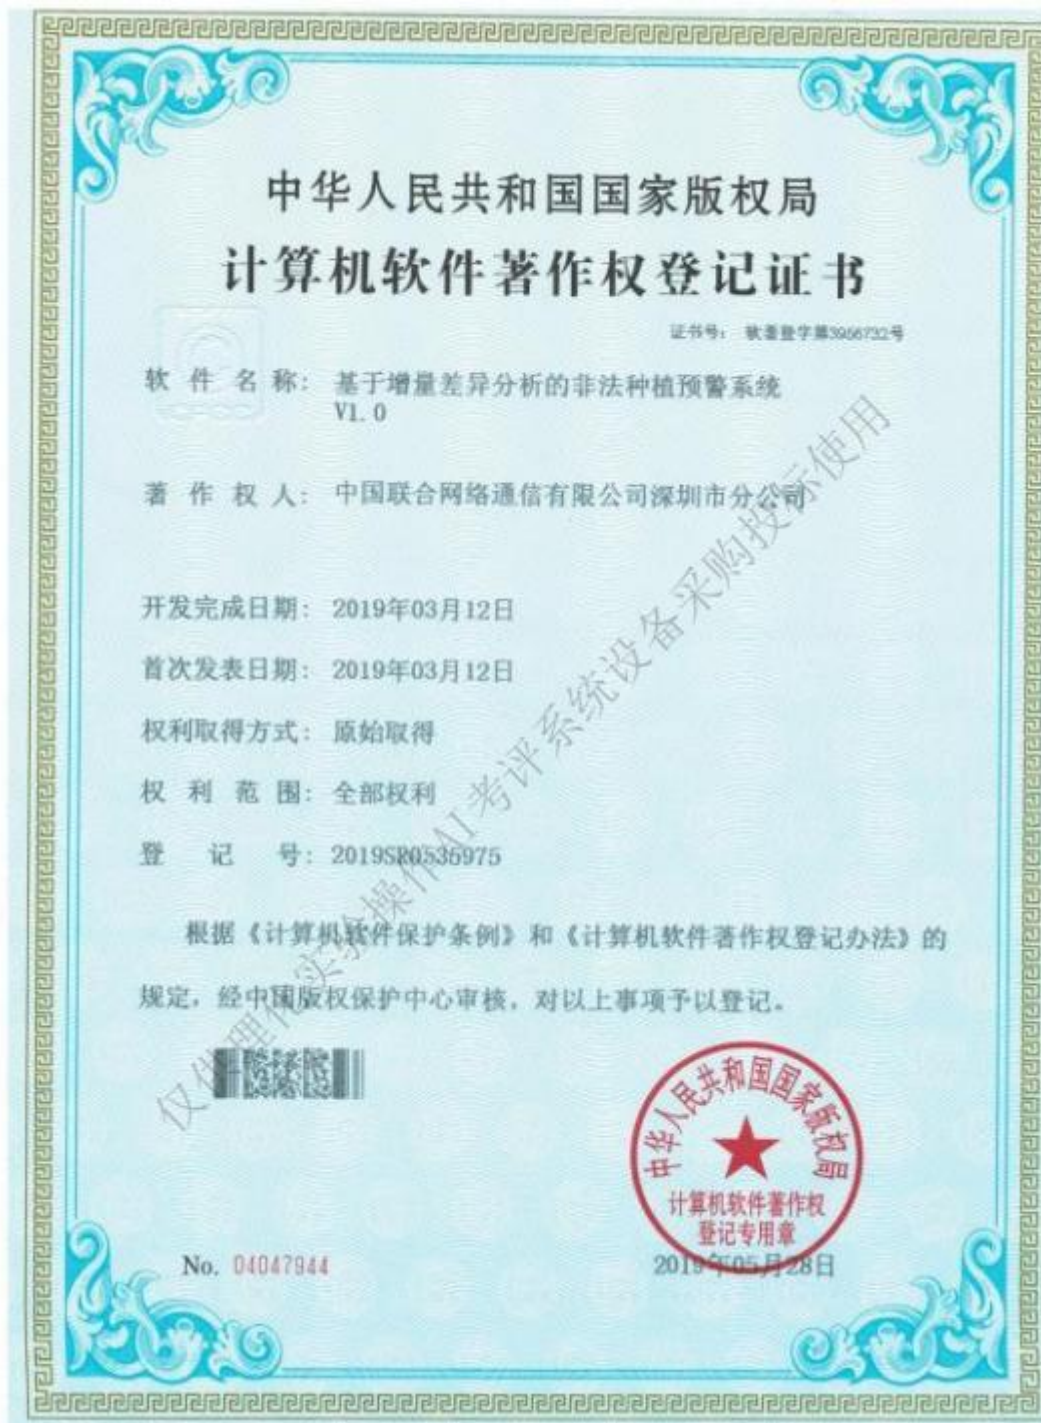 中华人民共和国国家版权局
计算机软件著作权登记证书
证书号: 软著登字第3956732号
软件名称: 基于增量差异分析的非法种植预警系统
V1.0
著作权人: 中国联合网络通信有限公司深圳市分公司
开发完成日期: 2019年03月12日
首次发表日期: 2019年03月12日
权利取得方式: 原始取得
权利范围: 全部权利
登记号: 2019SR0535975
根据《计算机软件保护条例》和《计算机软件著作权登记办法》的
规定,经中国版权保护中心审核,对以上事项予以登记。
仅供理化实验操作AI考评系统设备采购投标使用
中华人民共和国国家版权局
计算机软件著作权
登记专用章
No. 04047944
2019年05月28日